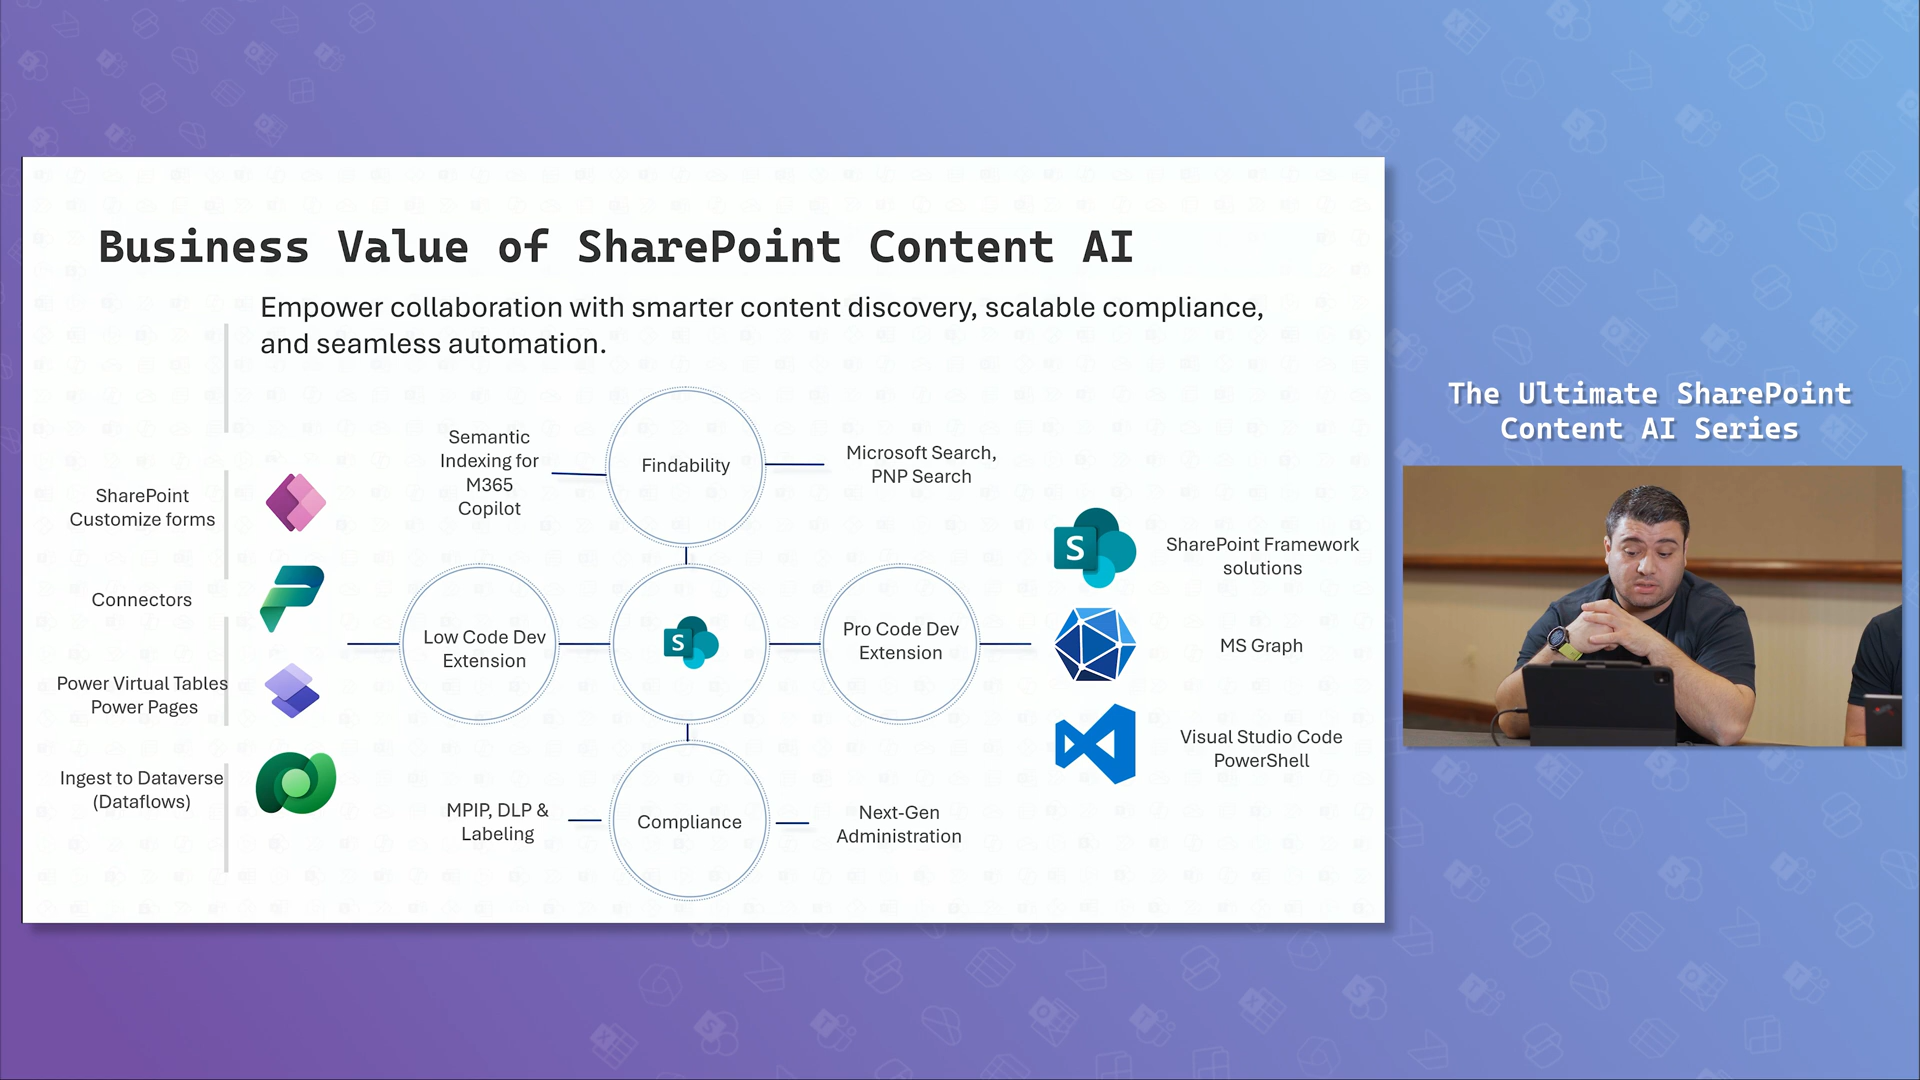 Business Value of SharePoint Content AI
Empower collaboration with smarter content discovery, scalable compliance,
and seamless automation.
Semantic
Indexing for
M365
Copilot
Findability
Microsoft Search,
PNP Search
SharePoint
Customize forms
Connectors
Power Virtual Tables
Power Pages
Ingest to Dataverse
(Dataflows)
Low Code Dev
Extension
S
Pro Code Dev
Extension
S
SharePoint Framework
solutions
MS Graph
Visual Studio Code
PowerShell
MPIP, DLP &
Labeling
Compliance
Next-Gen
Administration
The Ultimate SharePoint
Content AI Series